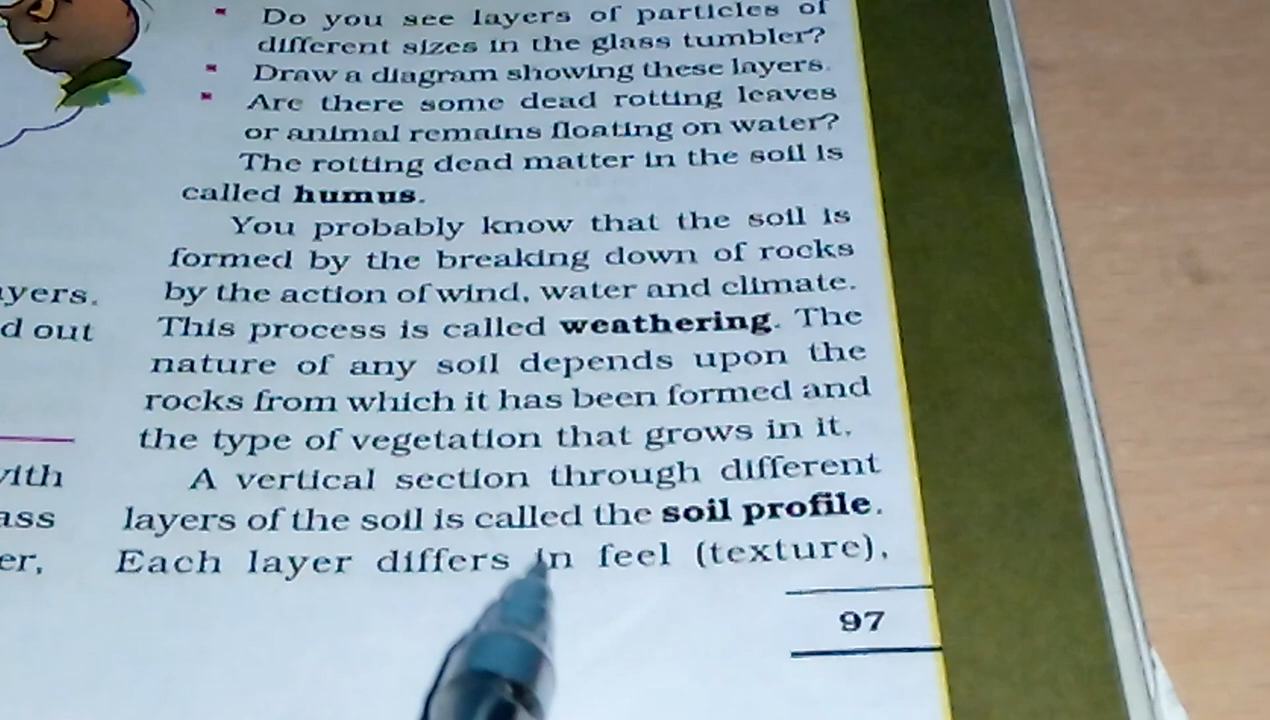 Do you see layers of particles of
different sizes in the glass tumbler?
Draw a diagram showing these layers.
Are there some dead rotting leaves
or animal remains floating on water?
The rotting dead matter in the soil is
called humus.
You probably know that the soil is
formed by the breaking down of rocks
by the action of wind, water and climate.
This process is called weathering. The
nature of any soil depends upon the
rocks from which it has been formed and
the type of vegetation that grows in it.
A vertical section through different
layers of the soil is called the soil profile.
Each layer differs in feel (texture),
97
yers.
d out
with
ass
er,